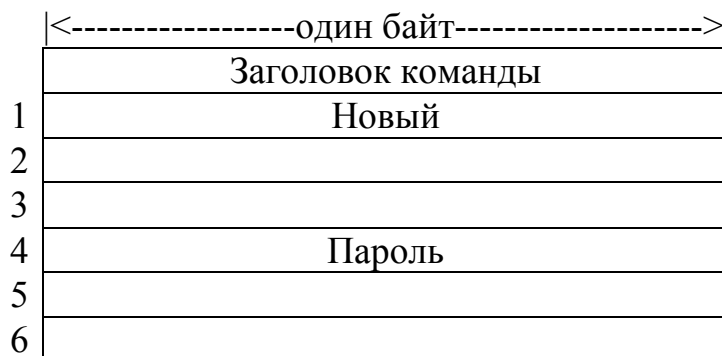 |<------------------один байт-------------------->
Заголовок команды
1 Новый
2
3
4 Пароль
5
6